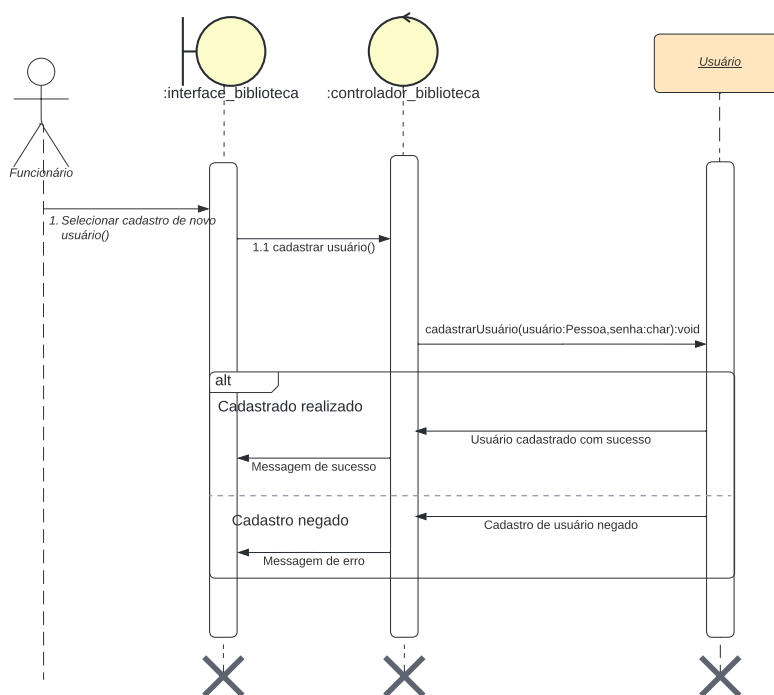 Usuário
:interface_biblioteca
:controlador_biblioteca
Funcionário
1. Selecionar cadastro de novo
usuário()
1.1 cadastrar usuário()
cadastrarUsuário(usuário:Pessoa,senha:char):void
alt
Cadastrado realizado
Usuário cadastrado com sucesso
Messagem de sucesso
Cadastro negado
Cadastro de usuário negado
Messagem de erro